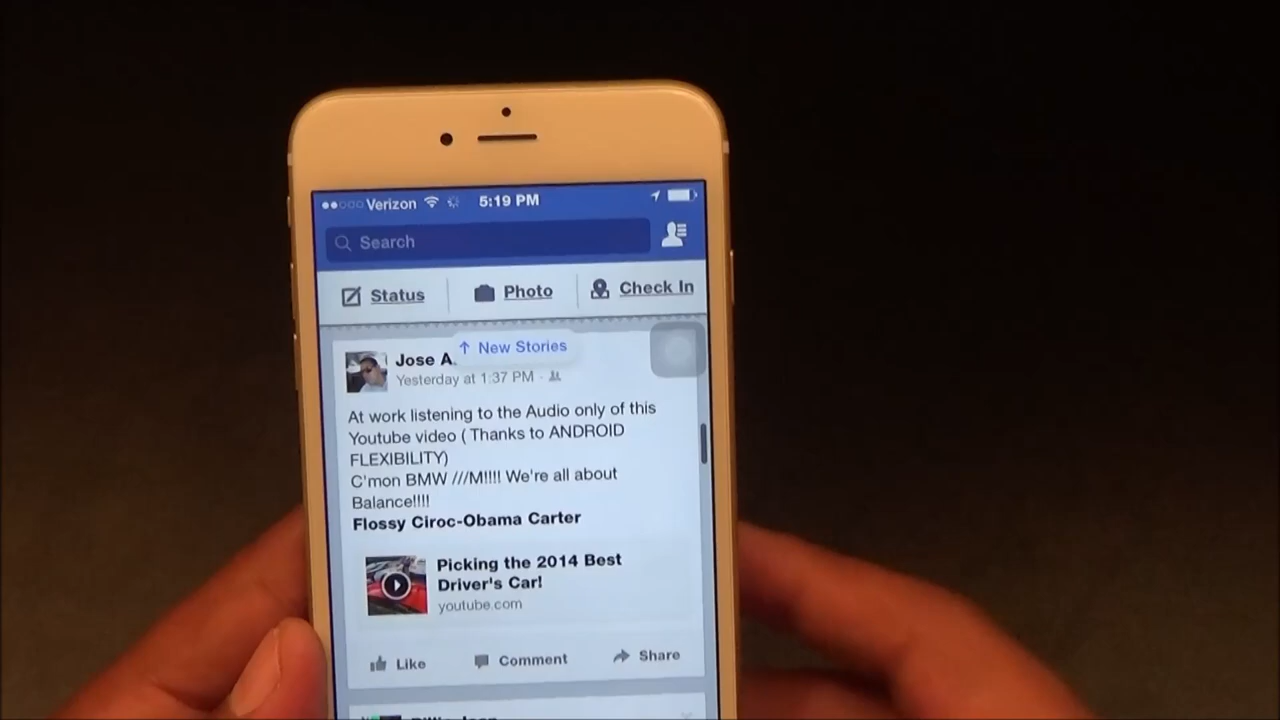 Verizon 5:19 PM
Search
Status Photo Check In
↑ New Stories
Jose A.
Yesterday at 1:37 PM ·
At work listening to the Audio only of this
Youtube video ( Thanks to ANDROID
FLEXIBILITY)
C'mon BMW ///M!!!! We're all about
Balance!!!!
Flossy Ciroc-Obama Carter
Picking the 2014 Best
Driver's Car!
youtube.com
Like Comment Share